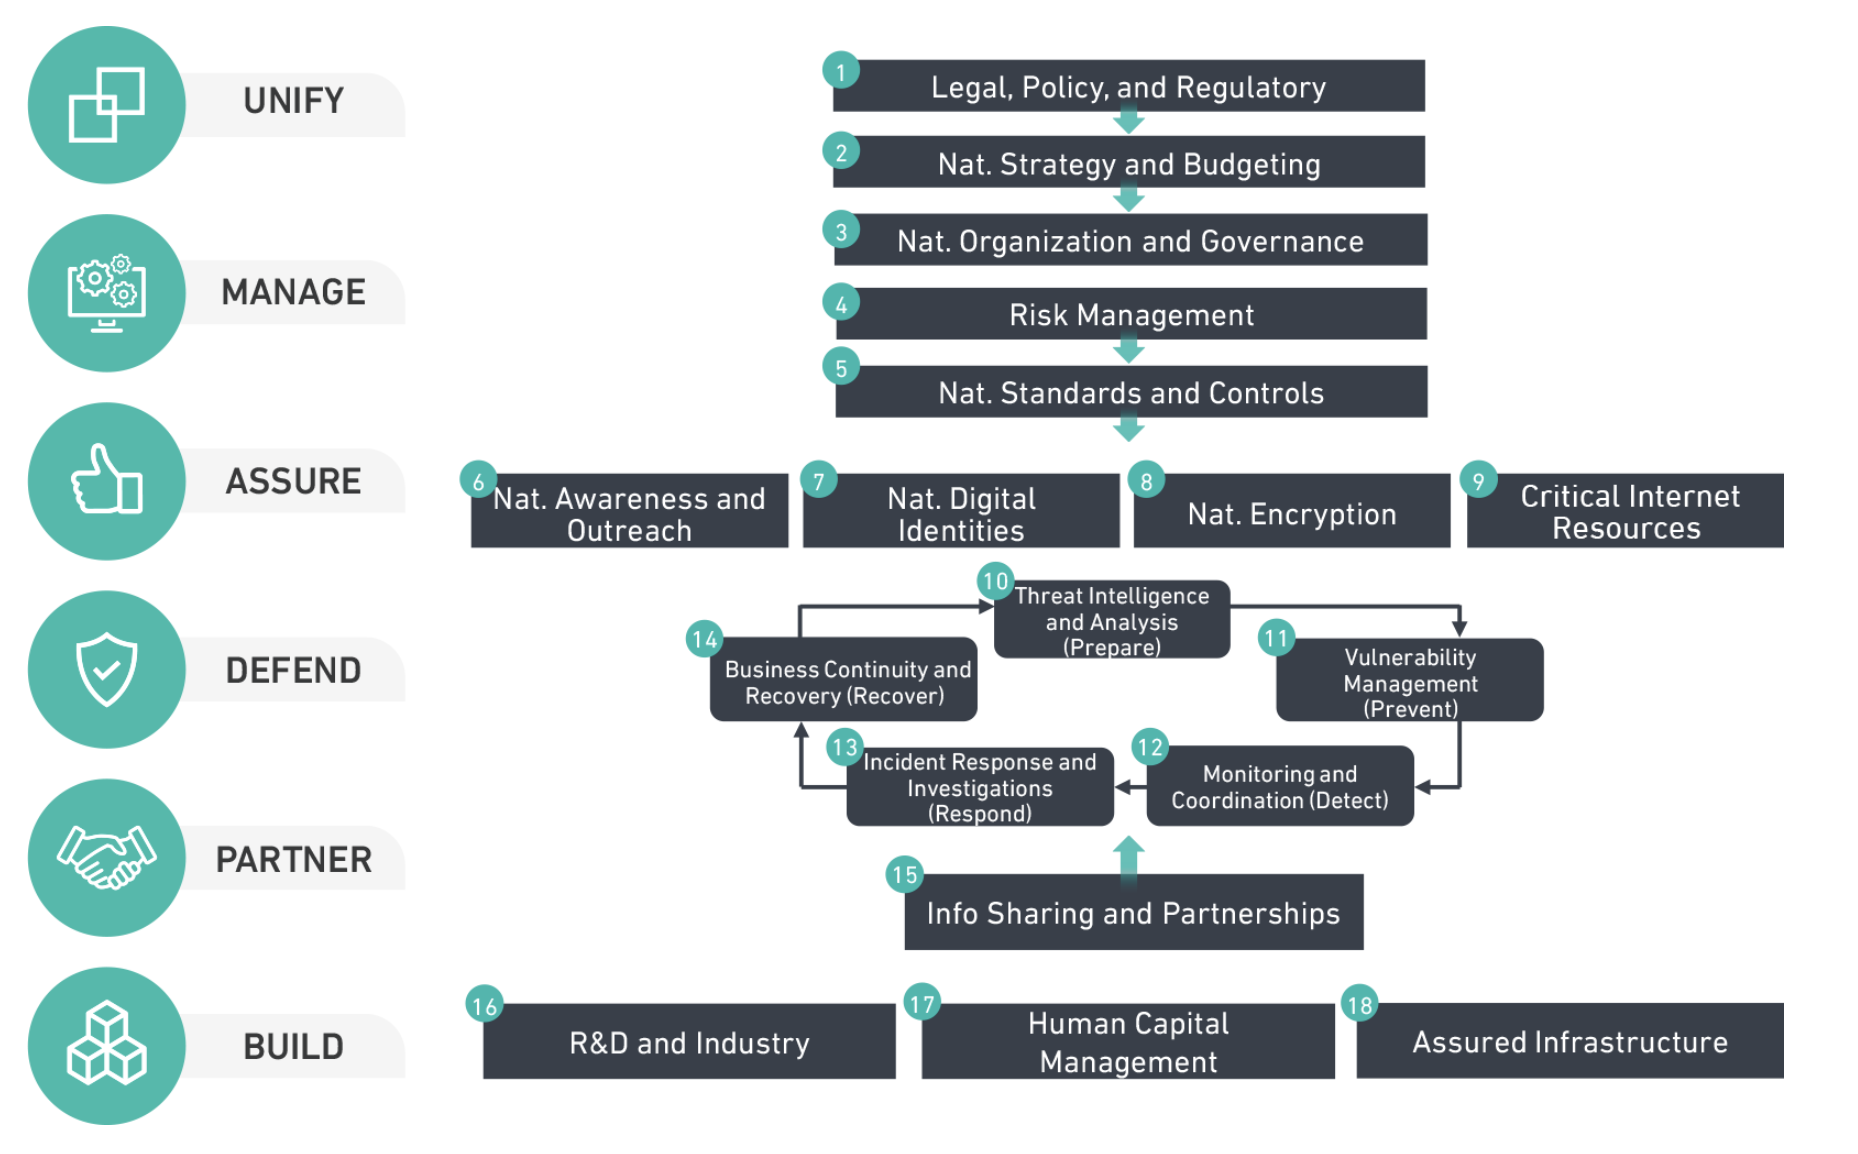 UNIFY
1
Legal, Policy, and Regulatory
2
Nat. Strategy and Budgeting
MANAGE
3
Nat. Organization and Governance
4
Risk Management
5
Nat. Standards and Controls
ASSURE
6
Nat. Awareness and
Outreach
7
Nat. Digital
Identities
8
Nat. Encryption
9
Critical Internet
Resources
DEFEND
10
Threat Intelligence
and Analysis
(Prepare)
11
Vulnerability
Management
(Prevent)
12
Monitoring and
Coordination (Detect)
13
Incident Response and
Investigations
(Respond)
14
Business Continuity and
Recovery (Recover)
PARTNER
15
Info Sharing and Partnerships
BUILD
16
R&D and Industry
17
Human Capital
Management
18
Assured Infrastructure